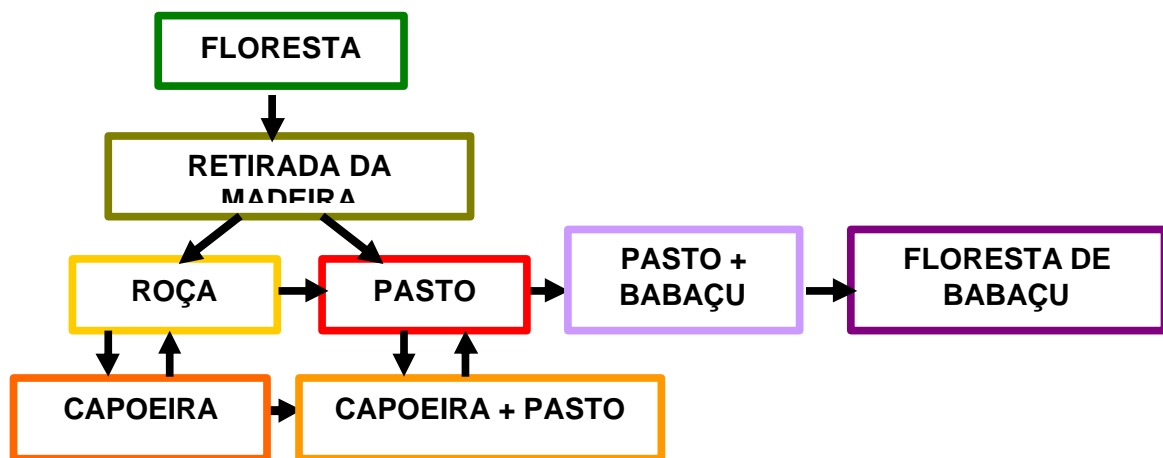 FLORESTA
RETIRADA DA
MADEIRA
ROÇA
PASTO
PASTO +
BABAÇU
FLORESTA DE
BABAÇU
CAPOEIRA
CAPOEIRA + PASTO